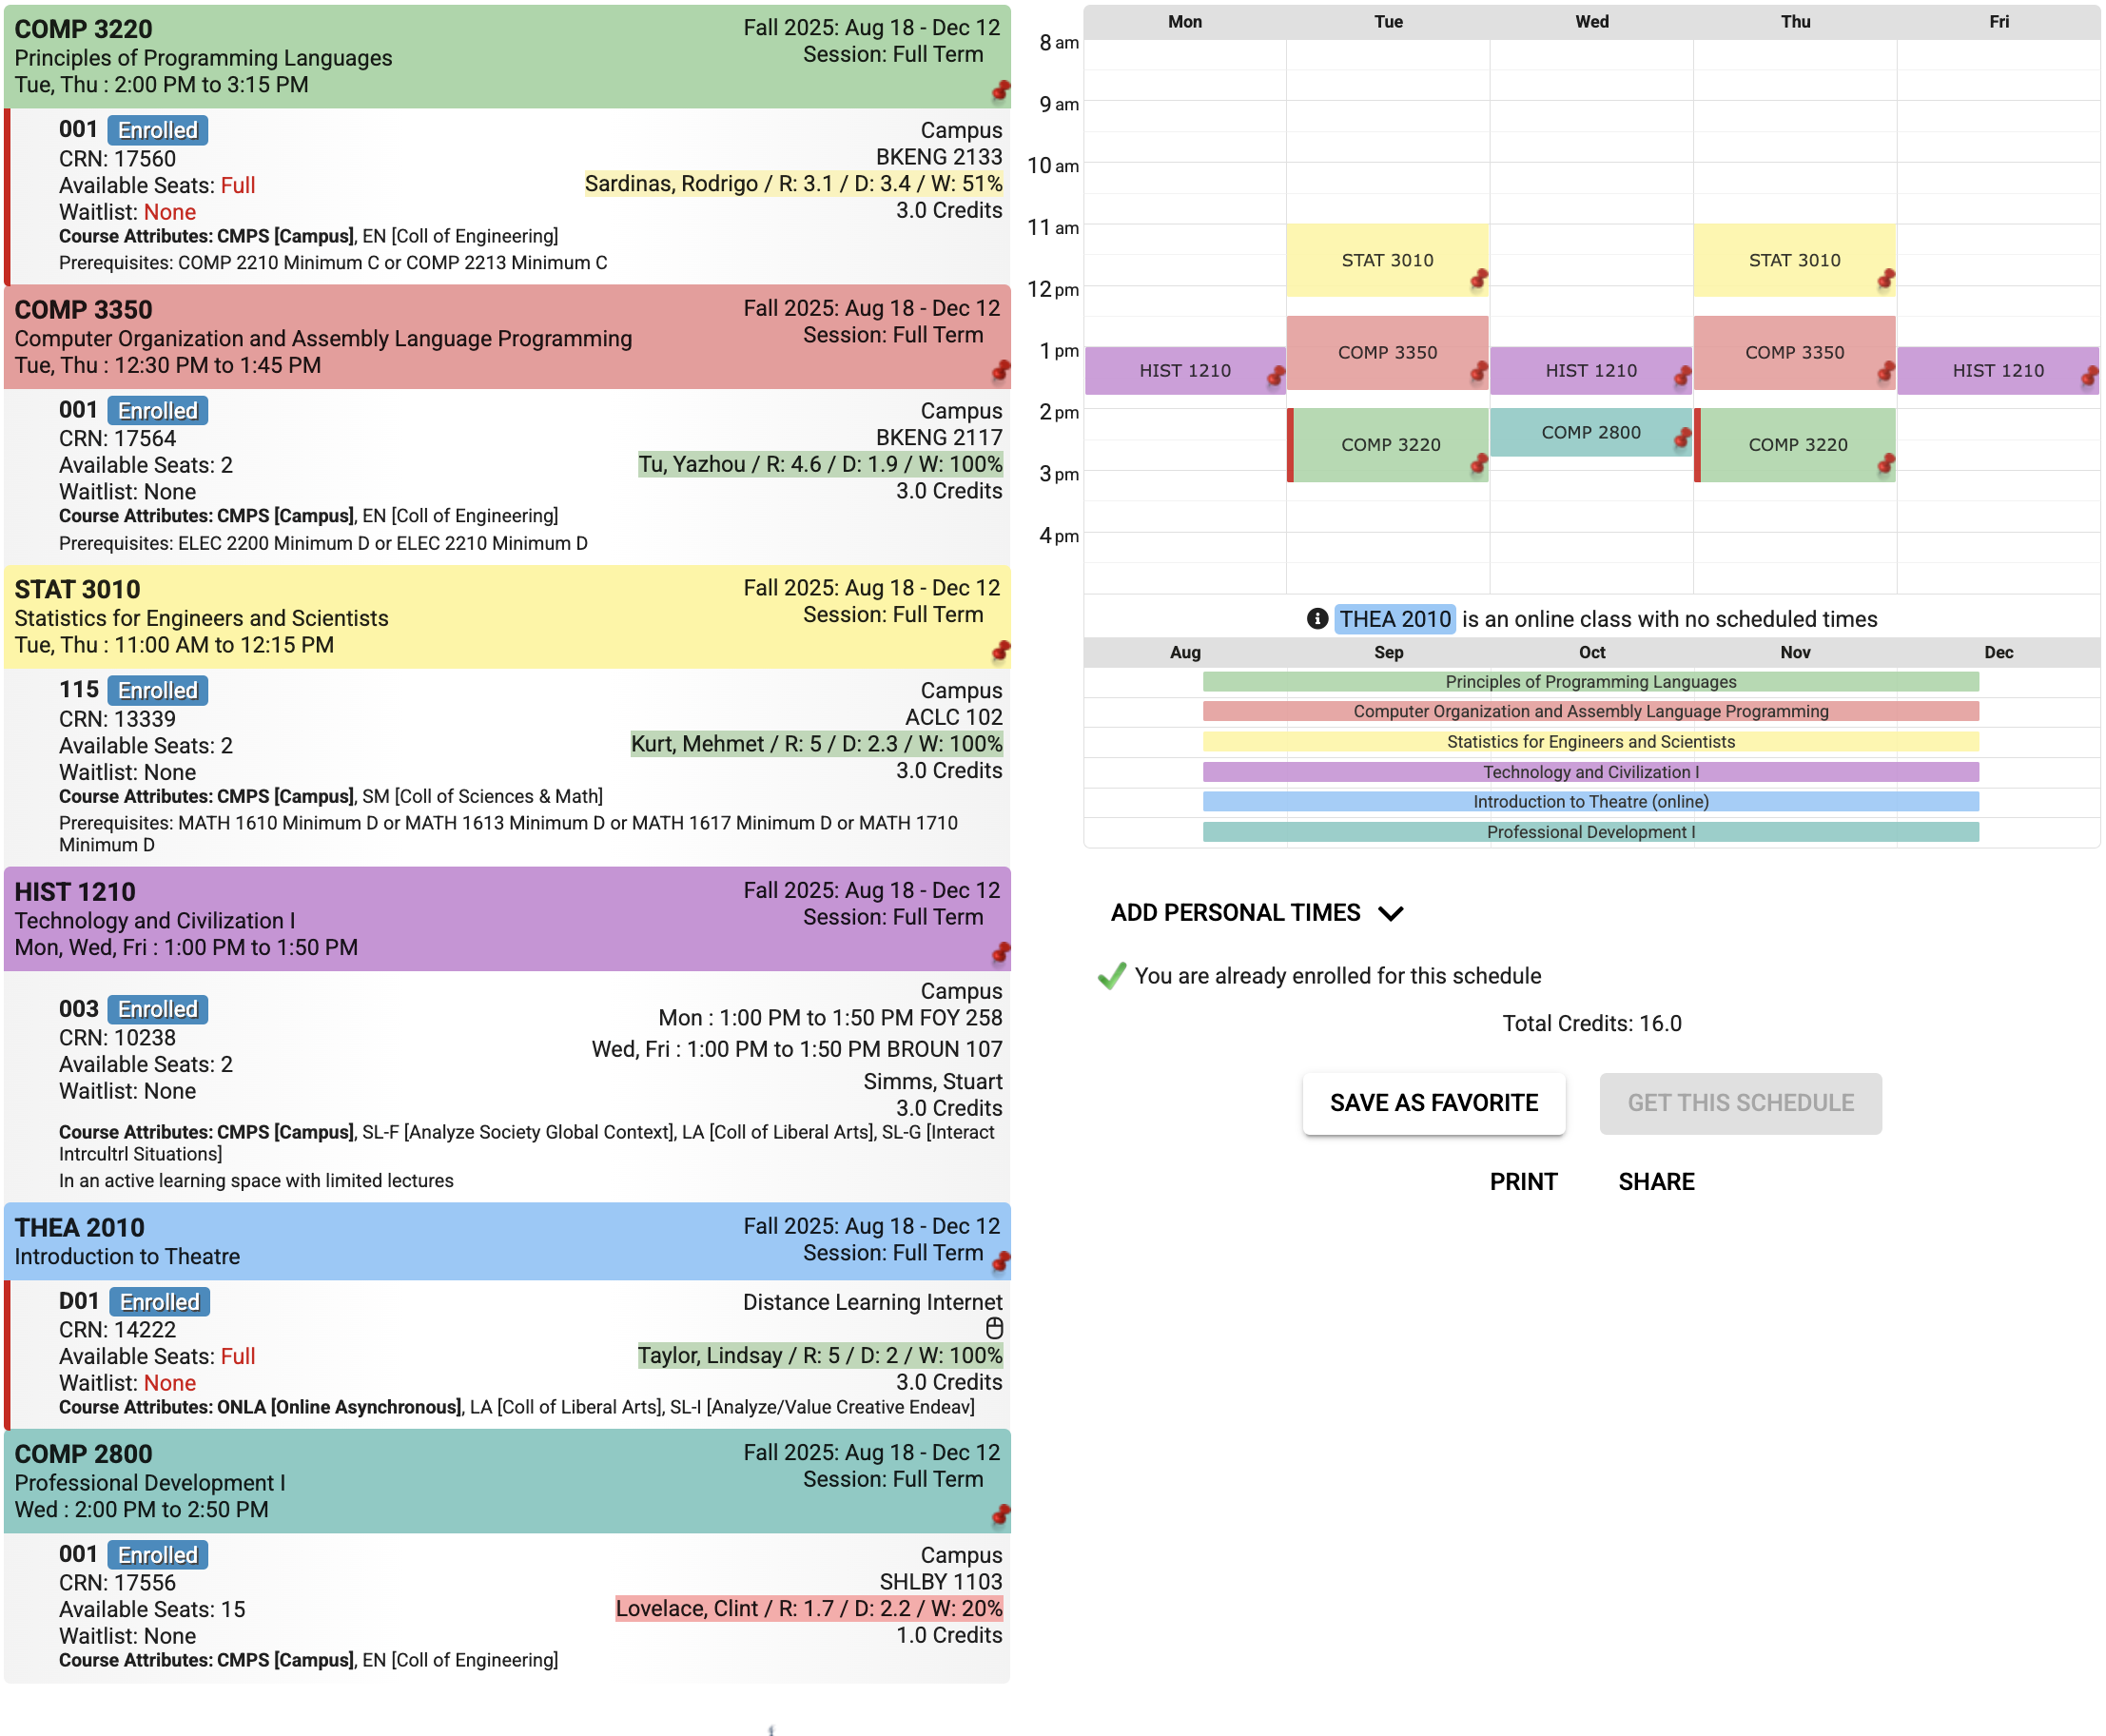 COMP 3220
Fall 2025: Aug 18 - Dec 12
Principles of Programming Languages
Session: Full Term
Tue, Thu : 2:00 PM to 3:15 PM
001 Enrolled
Campus
CRN: 17560
BKENG 2133
Available Seats: Full
Sardinas, Rodrigo / R: 3.1 / D: 3.4 / W: 51%
Waitlist: None
3.0 Credits
Course Attributes: CMPS [Campus], EN [Coll of Engineering]
Prerequisites: COMP 2210 Minimum C or COMP 2213 Minimum C
COMP 3350
Fall 2025: Aug 18 - Dec 12
Computer Organization and Assembly Language Programming
Session: Full Term
Tue, Thu : 12:30 PM to 1:45 PM
001 Enrolled
Campus
CRN: 17564
BKENG 2117
Available Seats: 2
Tu, Yazhou / R: 4.6 / D: 1.9 / W: 100%
Waitlist: None
3.0 Credits
Course Attributes: CMPS [Campus], EN [Coll of Engineering]
Prerequisites: ELEC 2200 Minimum D or ELEC 2210 Minimum D
STAT 3010
Fall 2025: Aug 18 - Dec 12
Statistics for Engineers and Scientists
Session: Full Term
Tue, Thu : 11:00 AM to 12:15 PM
115 Enrolled
Campus
CRN: 13339
ACLC 102
Available Seats: 2
Kurt, Mehmet / R: 5 / D: 2.3 / W: 100%
Waitlist: None
3.0 Credits
Course Attributes: CMPS [Campus], SM [Coll of Sciences & Math]
Prerequisites: MATH 1610 Minimum D or MATH 1613 Minimum D or MATH 1617 Minimum D or MATH 1710
Minimum D
HIST 1210
Fall 2025: Aug 18 - Dec 12
Technology and Civilization I
Session: Full Term
Mon, Wed, Fri : 1:00 PM to 1:50 PM
Campus
003 Enrolled
Mon : 1:00 PM to 1:50 PM FOY 258
CRN: 10238
Wed, Fri : 1:00 PM to 1:50 PM BROUN 107
Available Seats: 2
Simms, Stuart
Waitlist: None
3.0 Credits
Course Attributes: CMPS [Campus], SL-F [Analyze Society Global Context], LA [Coll of Liberal Arts], SL-G [Interact
Intrcultrl Situations]
In an active learning space with limited lectures
THEA 2010
Fall 2025: Aug 18 - Dec 12
Introduction to Theatre
Session: Full Term
D01 Enrolled
Distance Learning Internet
CRN: 14222
Available Seats: Full
Taylor, Lindsay / R: 5 / D: 2 / W: 100%
Waitlist: None
3.0 Credits
Course Attributes: ONLA [Online Asynchronous], LA [Coll of Liberal Arts], SL-I [Analyze/Value Creative Endeav]
COMP 2800
Fall 2025: Aug 18 - Dec 12
Professional Development I
Session: Full Term
Wed : 2:00 PM to 2:50 PM
001 Enrolled
Campus
CRN: 17556
SHLBY 1103
Available Seats: 15
Lovelace, Clint / R: 1.7 / D: 2.2 / W: 20%
Waitlist: None
1.0 Credits
Course Attributes: CMPS [Campus], EN [Coll of Engineering]
Mon Tue Wed Thu Fri
8 am
9 am
10 am
11 am
STAT 3010 STAT 3010
12 pm
1 pm
COMP 3350 COMP 3350
HIST 1210 HIST 1210 HIST 1210
2 pm
COMP 2800
COMP 3220 COMP 3220
3 pm
4 pm
THEA 2010 is an online class with no scheduled times
Aug Sep Oct Nov Dec
Principles of Programming Languages
Computer Organization and Assembly Language Programming
Statistics for Engineers and Scientists
Technology and Civilization I
Introduction to Theatre (online)
Professional Development I
ADD PERSONAL TIMES
You are already enrolled for this schedule
Total Credits: 16.0
SAVE AS FAVORITE GET THIS SCHEDULE
PRINT SHARE